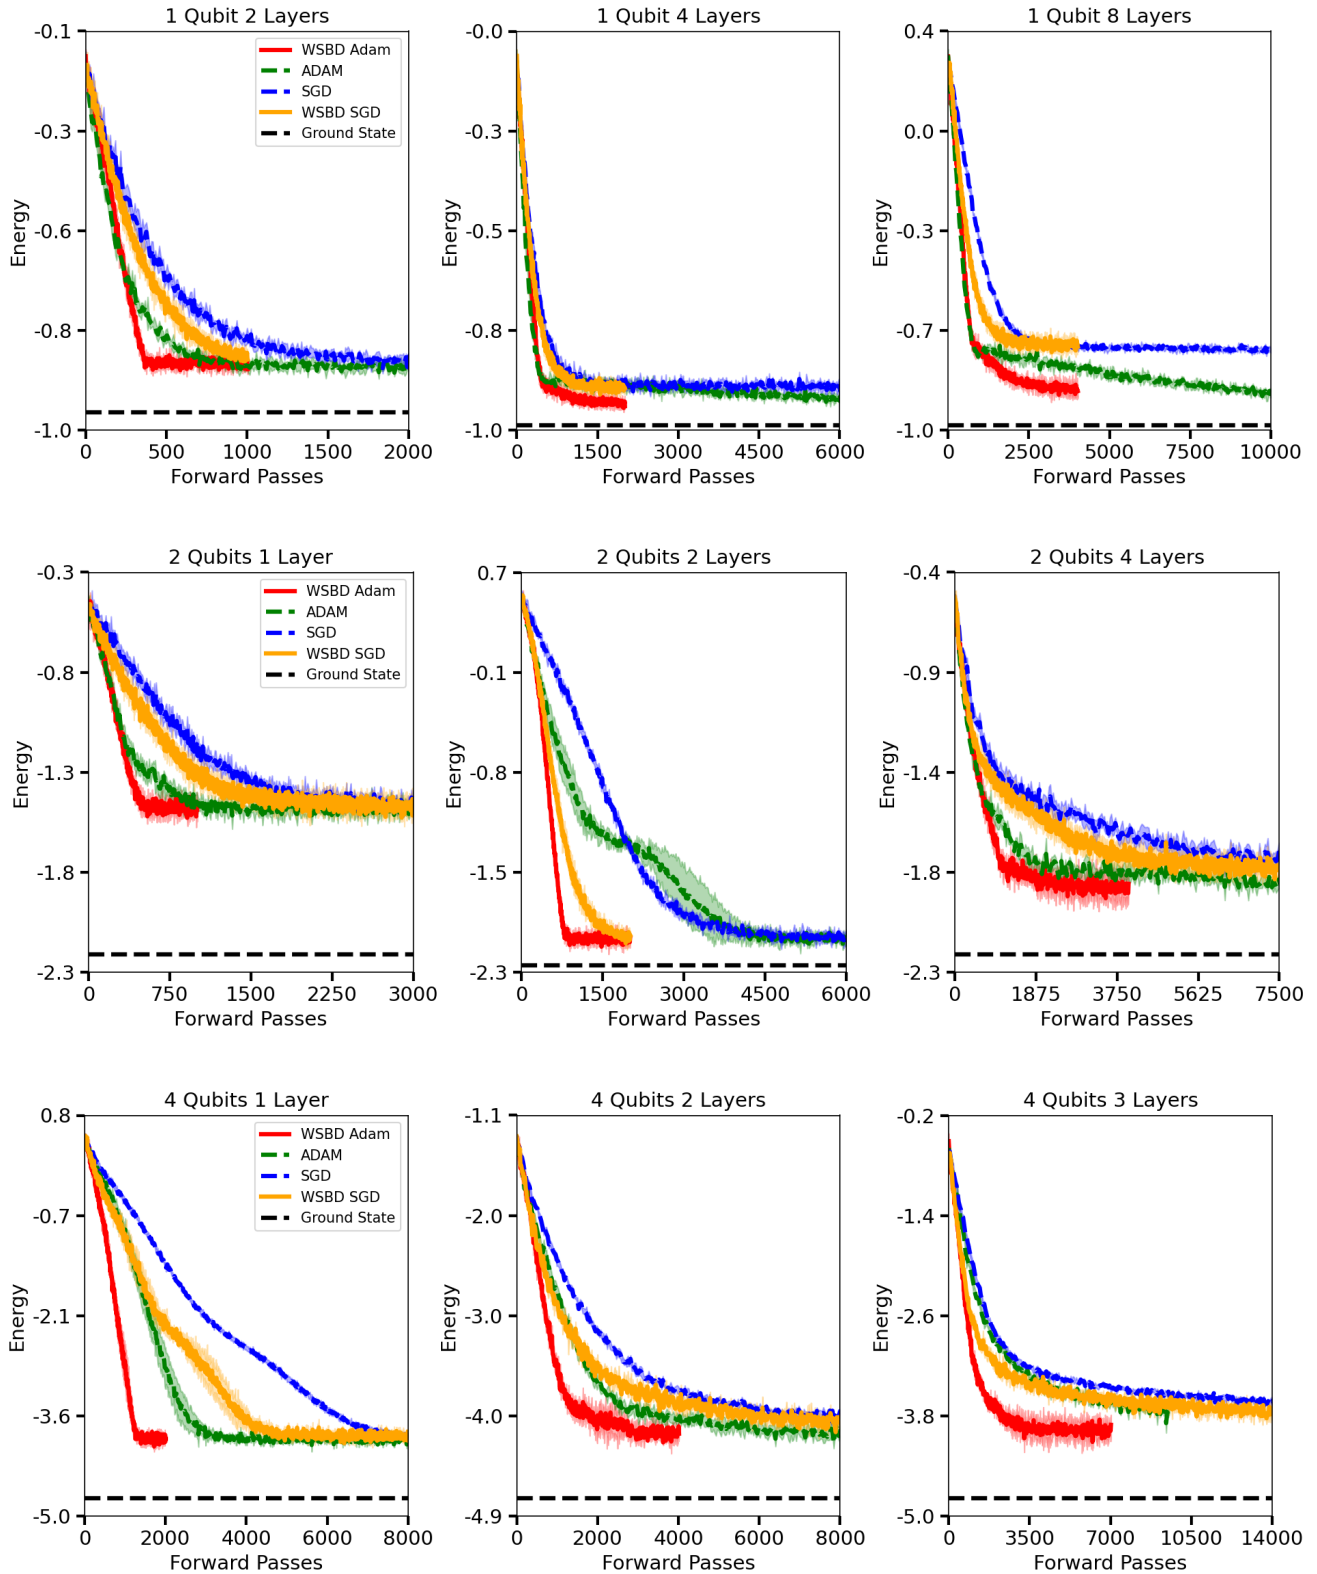 1 Qubit 2 Layers
-0.1
-0.3
-0.6
-0.8
-1.0
Energy
WSBD Adam
ADAM
SGD
WSBD SGD
Ground State
0 500 1000 1500 2000
Forward Passes
1 Qubit 4 Layers
-0.0
-0.3
-0.5
-0.8
-1.0
Energy
0 1500 3000 4500 6000
Forward Passes
1 Qubit 8 Layers
0.4
0.0
-0.3
-0.7
-1.0
Energy
0 2500 5000 7500 10000
Forward Passes
2 Qubits 1 Layer
-0.3
-0.8
-1.3
-1.8
-2.3
Energy
WSBD Adam
ADAM
SGD
WSBD SGD
Ground State
0 750 1500 2250 3000
Forward Passes
2 Qubits 2 Layers
0.7
-0.1
-0.8
-1.5
-2.3
Energy
0 1500 3000 4500 6000
Forward Passes
2 Qubits 4 Layers
-0.4
-0.9
-1.4
-1.8
-2.3
Energy
0 1875 3750 5625 7500
Forward Passes
4 Qubits 1 Layer
0.8
-0.7
-2.1
-3.6
-5.0
Energy
WSBD Adam
ADAM
SGD
WSBD SGD
Ground State
0 2000 4000 6000 8000
Forward Passes
4 Qubits 2 Layers
-1.1
-2.0
-3.0
-4.0
-4.9
Energy
0 2000 4000 6000 8000
Forward Passes
4 Qubits 3 Layers
-0.2
-1.4
-2.6
-3.8
-5.0
Energy
0 3500 7000 10500 14000
Forward Passes